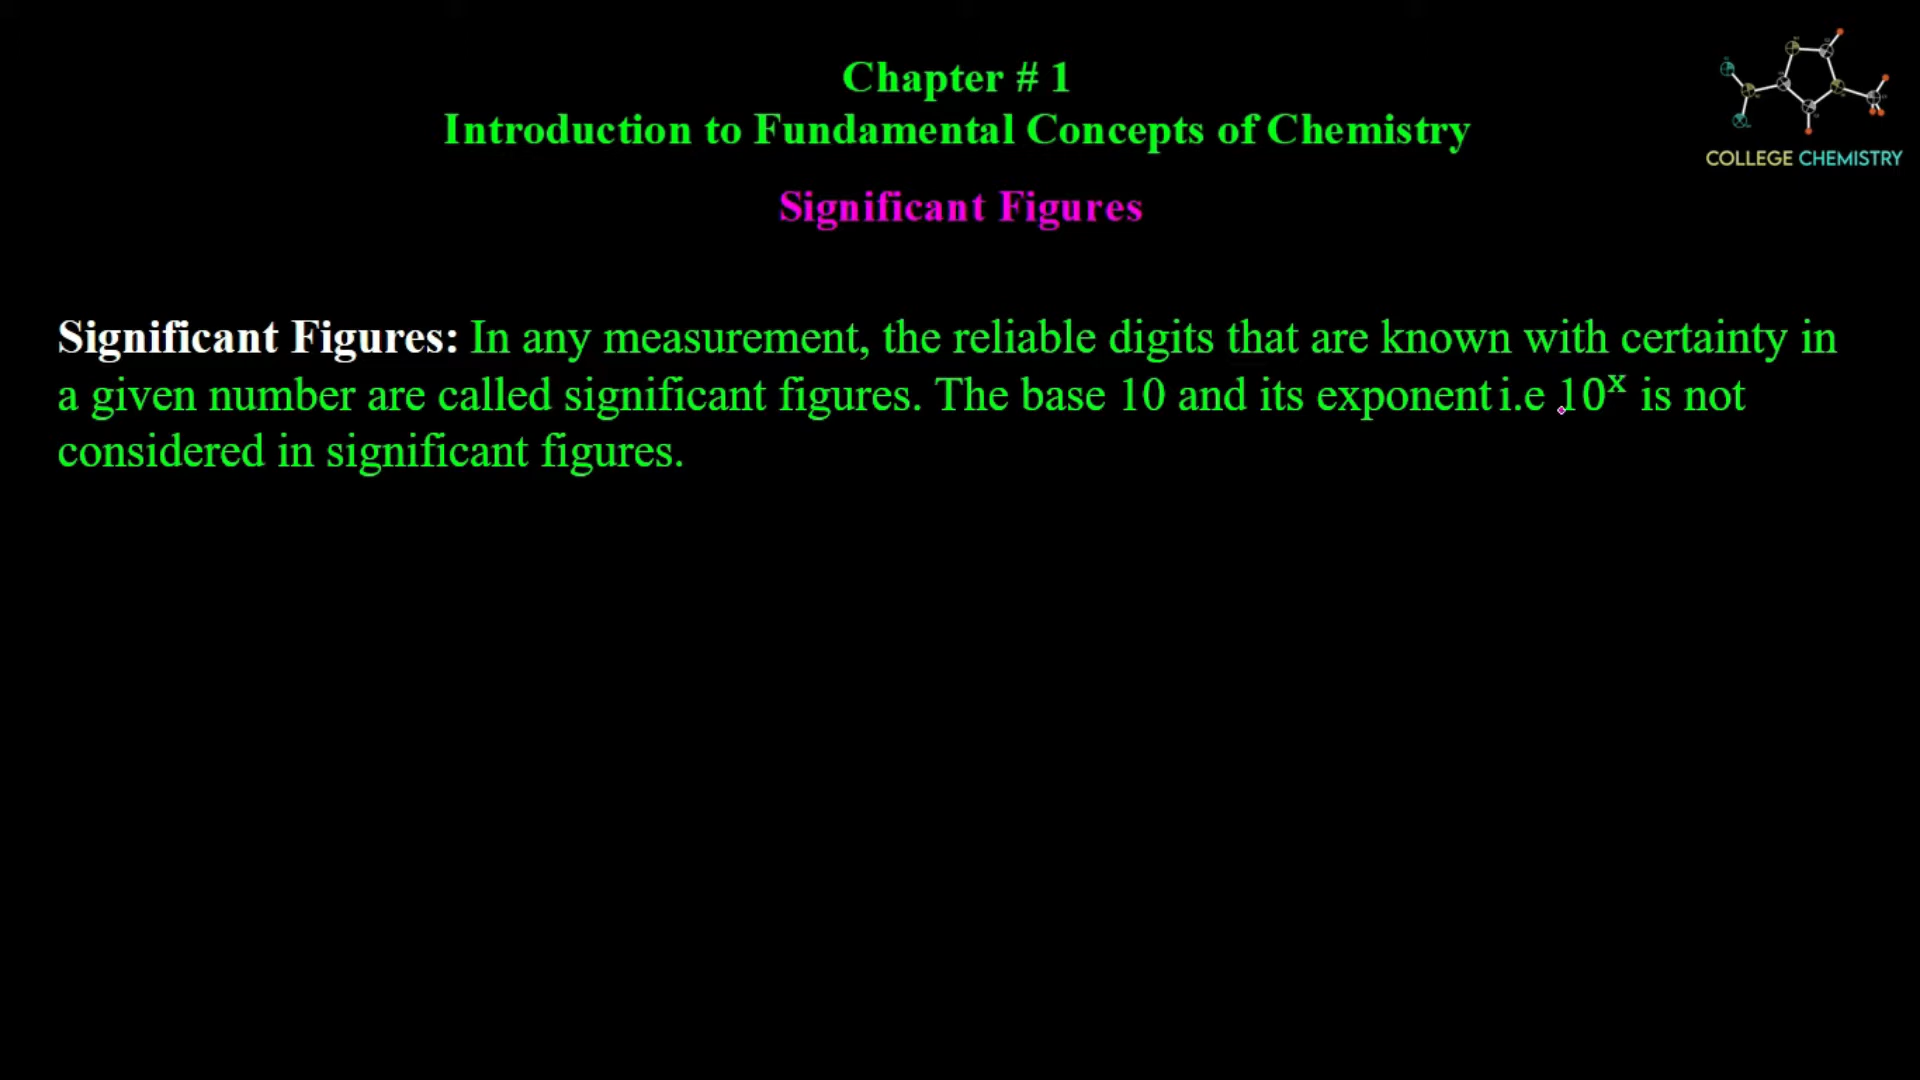 Chapter # 1
Introduction to Fundamental Concepts of Chemistry
COLLEGE CHEMISTRY
Significant Figures
Significant Figures: In any measurement, the reliable digits that are known with certainty in
a given number are called significant figures. The base 10 and its exponent i.e 10ˣ is not
considered in significant figures.